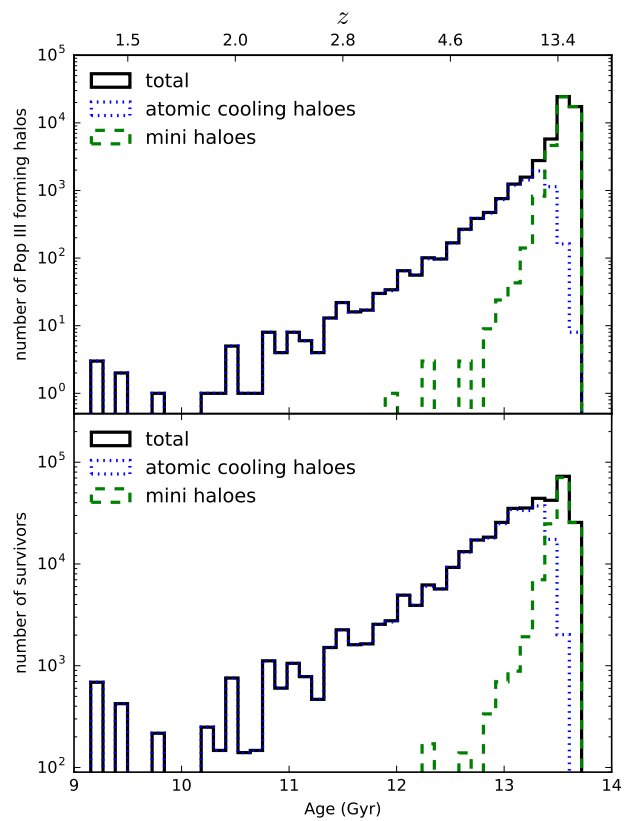 z
1.5 2.0 2.8 4.6 13.4
10^5
10^4
10^3
10^2
10^1
10^0
number of Pop III forming halos
total
atomic cooling haloes
mini haloes
10^5
10^4
10^3
10^2
number of survivors
total
atomic cooling haloes
mini haloes
9 10 11 12 13 14
Age (Gyr)